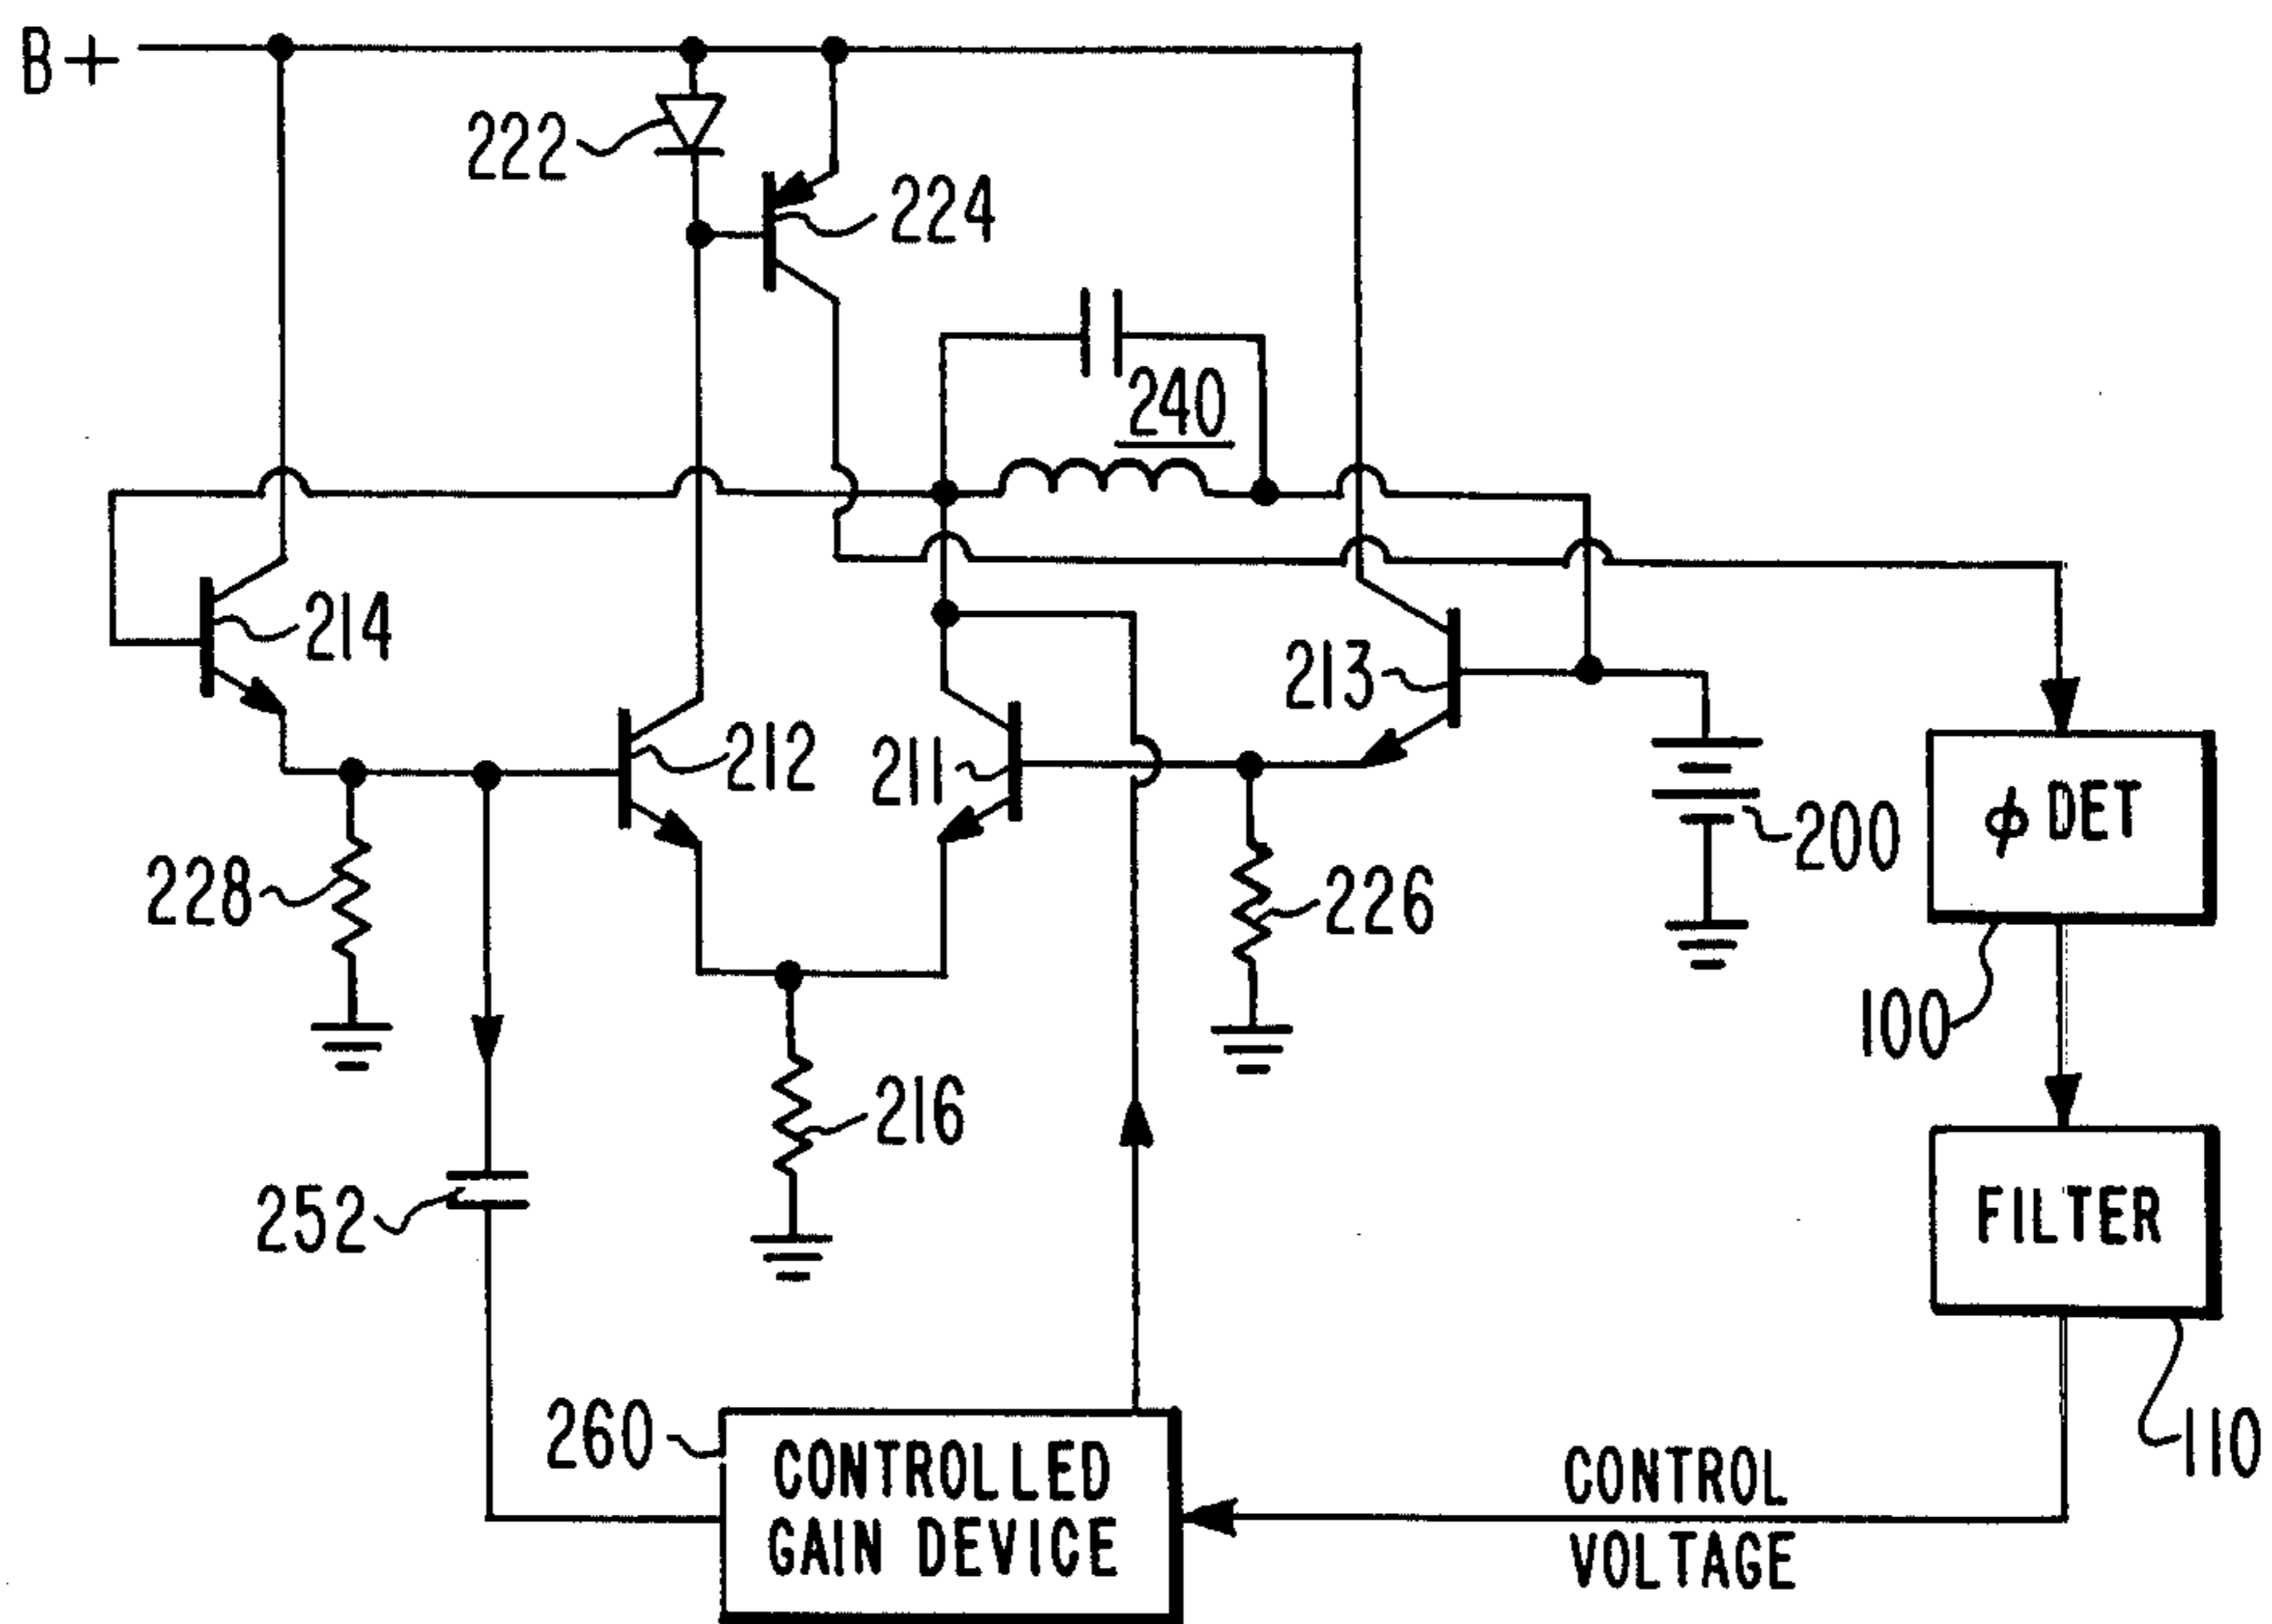 B+
222
224
240
214
213
212
211
200
φ DET
228
226
100
216
252
FILTER
260
CONTROLLED
GAIN DEVICE
CONTROL
VOLTAGE
110